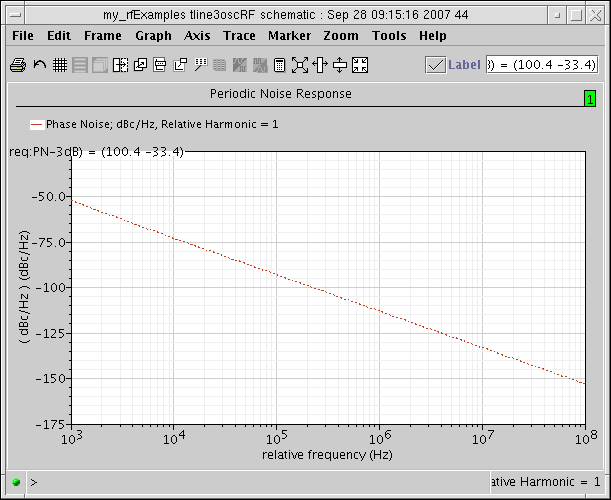 my_rfExamples tline3oscRF schematic : Sep 28 09:15:16 2007 44
File Edit Frame Graph Axis Trace Marker Zoom Tools Help
Label )) = (100.4 -33.4)
Periodic Noise Response
1
Phase Noise; dBc/Hz, Relative Harmonic = 1
req:PN-3dB) = (100.4 -33.4)
-50.0
-75.0
-100
-125
-150
-175
( dBc/Hz ) (dBc/Hz)
10^3 10^4 10^5 10^6 10^7 10^8
relative frequency (Hz)
> ative Harmonic = 1